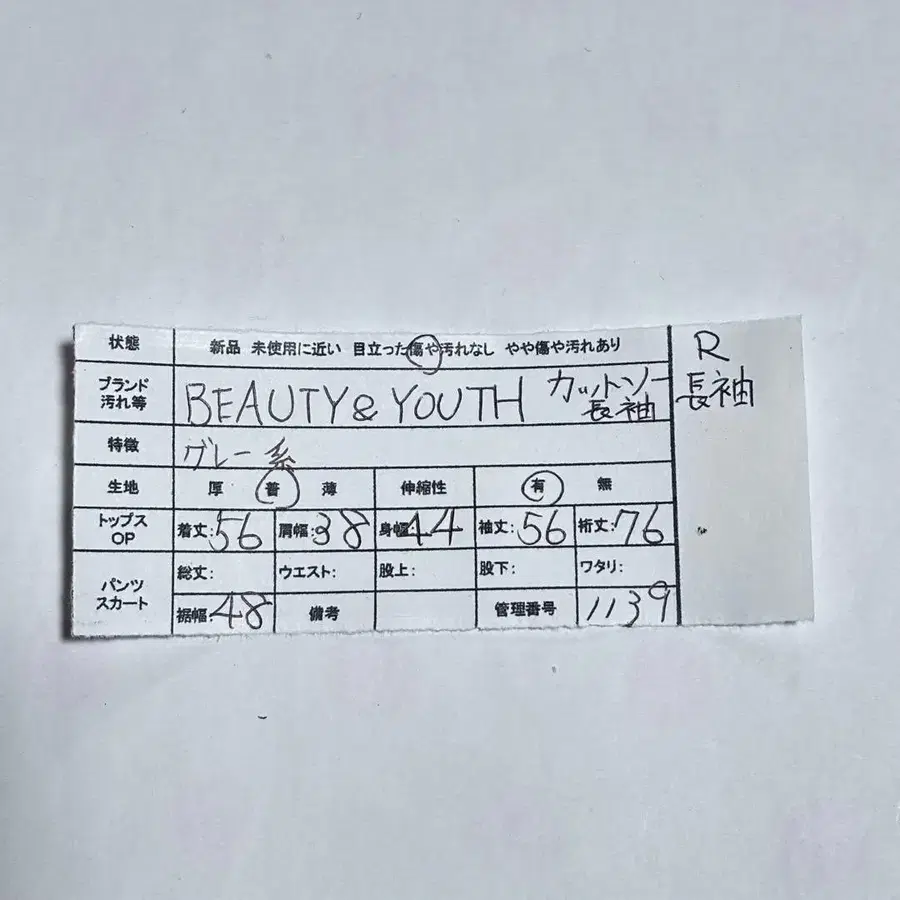 状態 新品 未使用に近い 目立った傷や汚れなし やや傷や汚れあり
ブランド 汚れ等 BEAUTY & YOUTH カットソー 長袖
特徴 グレー系
生地 厚 普 薄 伸縮性 有 無
トップス OP 着丈:56 肩幅:38 身幅:44 袖丈:56 裄丈:76
パンツ スカート 総丈: ウエスト: 股上: 股下: ワタリ:
裾幅:48 備考 管理番号 1139
R
長袖